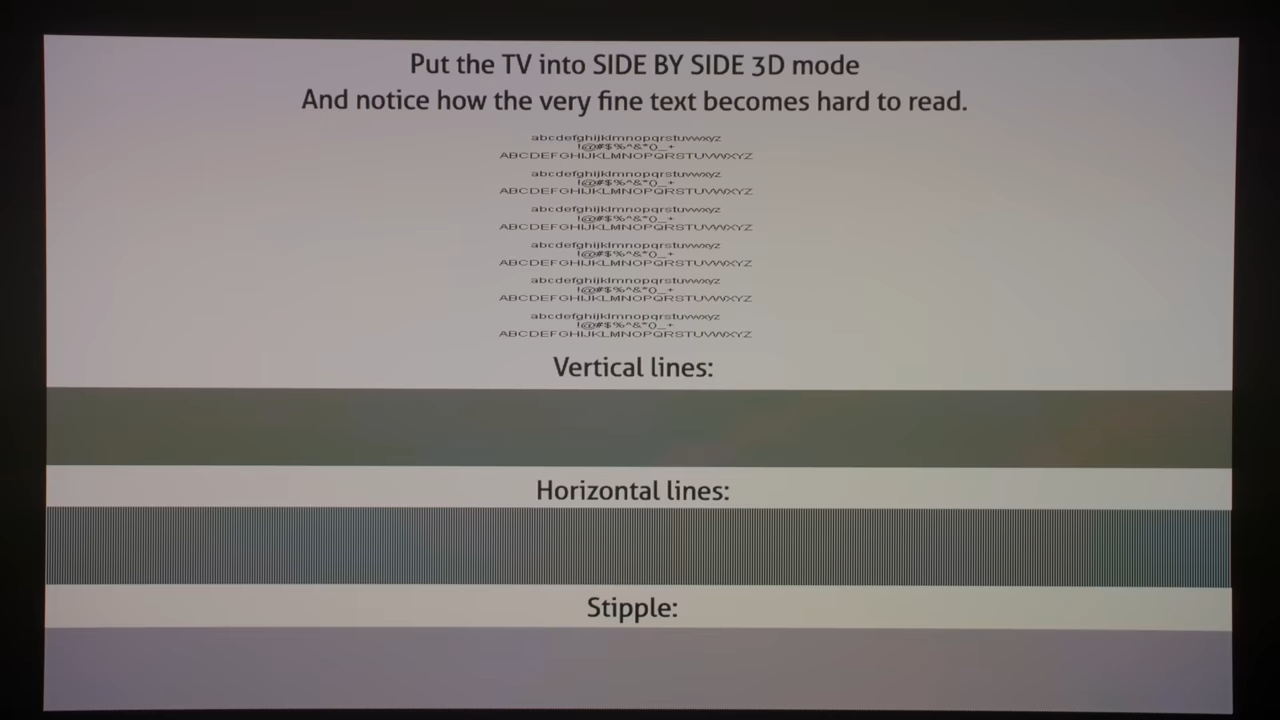 Put the TV into SIDE BY SIDE 3D mode
And notice how the very fine text becomes hard to read.
abcdefghijklmnopqrstuvwxyz
!@#$%^&*()_+
ABCDEFGHIJKLMNOPQRSTUVWXYZ
abcdefghijklmnopqrstuvwxyz
!@#$%^&*()_+
ABCDEFGHIJKLMNOPQRSTUVWXYZ
abcdefghijklmnopqrstuvwxyz
!@#$%^&*()_+
ABCDEFGHIJKLMNOPQRSTUVWXYZ
abcdefghijklmnopqrstuvwxyz
!@#$%^&*()_+
ABCDEFGHIJKLMNOPQRSTUVWXYZ
abcdefghijklmnopqrstuvwxyz
!@#$%^&*()_+
ABCDEFGHIJKLMNOPQRSTUVWXYZ
abcdefghijklmnopqrstuvwxyz
!@#$%^&*()_+
ABCDEFGHIJKLMNOPQRSTUVWXYZ
Vertical lines:
Horizontal lines:
Stipple: